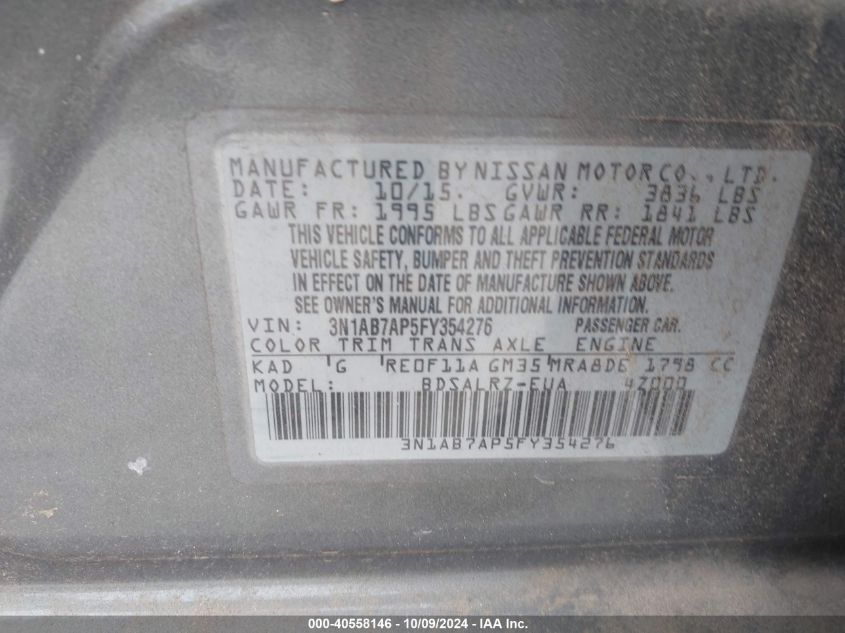 MANUFACTURED BY NISSAN MOTOR CO., LTD.
DATE: 10/15. GVWR: 3836 LBS
GAWR FR: 1995 LBS GAWR RR: 1841 LBS
THIS VEHICLE CONFORMS TO ALL APPLICABLE FEDERAL MOTOR
VEHICLE SAFETY, BUMPER AND THEFT PREVENTION STANDARDS
IN EFFECT ON THE DATE OF MANUFACTURE SHOWN ABOVE.
SEE OWNER'S MANUAL FOR ADDITIONAL INFORMATION.
VIN: 3N1AB7AP5FY354276 PASSENGER CAR.
COLOR TRIM TRANS AXLE ENGINE
KAD G RE0F11A GM35 MRA8DE 1798 CC
MODEL: BDSALRZ-EUA 4Z000
3N1AB7AP5FY354276
000-40558146 - 10/09/2024 - IAA Inc.